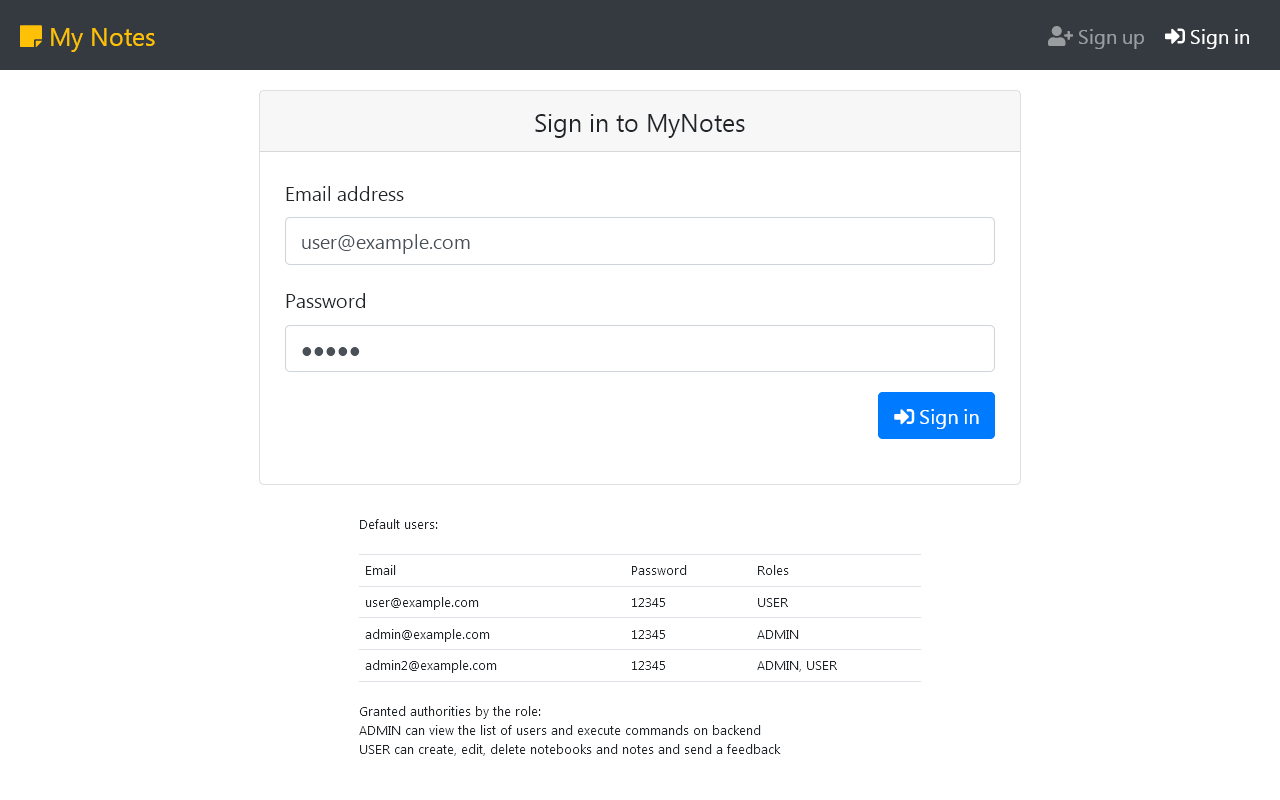 My Notes
Sign up
Sign in
Sign in to MyNotes
Email address
user@example.com
Password
●●●●●
Sign in
Default users:
Email Password Roles
user@example.com 12345 USER
admin@example.com 12345 ADMIN
admin2@example.com 12345 ADMIN, USER
Granted authorities by the role:
ADMIN can view the list of users and execute commands on backend
USER can create, edit, delete notebooks and notes and send a feedback